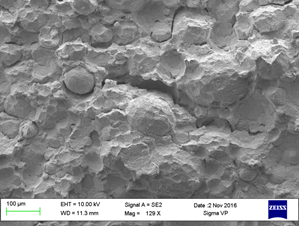 100 µm
EHT = 10.00 kV
Signal A = SE2
Date :2 Nov 2016
WD = 11.3 mm
Mag = 129 X
Sigma VP
ZEISS